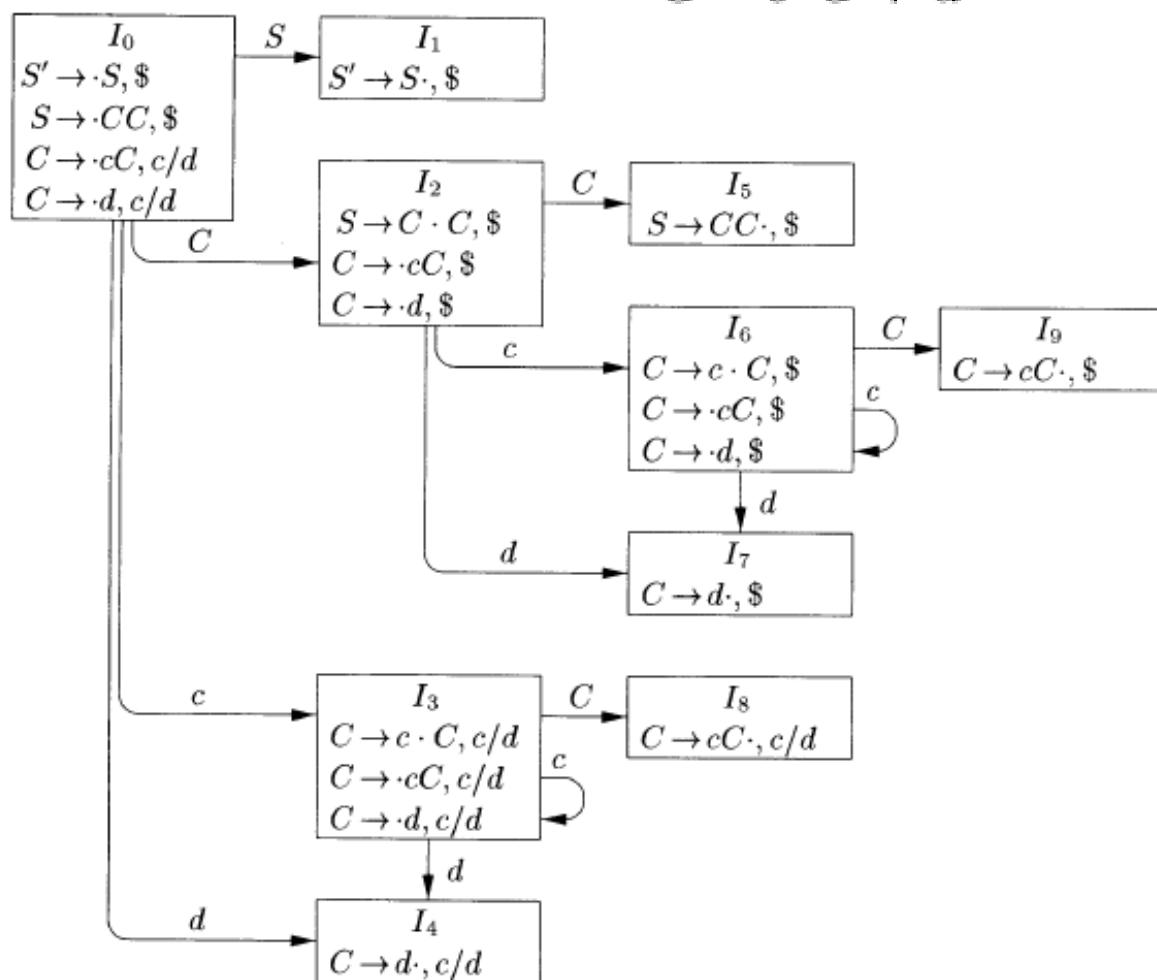 I₀
S′ → ·S, $
S → ·CC, $
C → ·cC, c/d
C → ·d, c/d
S
I₁
S′ → S·, $
C
I₂
S → C · C, $
C → ·cC, $
C → ·d, $
C
I₅
S → CC·, $
c
I₆
C → c · C, $
C → ·cC, $
C → ·d, $
C
I₉
C → cC·, $
c
d
d
I₇
C → d·, $
c
I₃
C → c · C, c/d
C → ·cC, c/d
C → ·d, c/d
C
I₈
C → cC·, c/d
c
d
d
I₄
C → d·, c/d